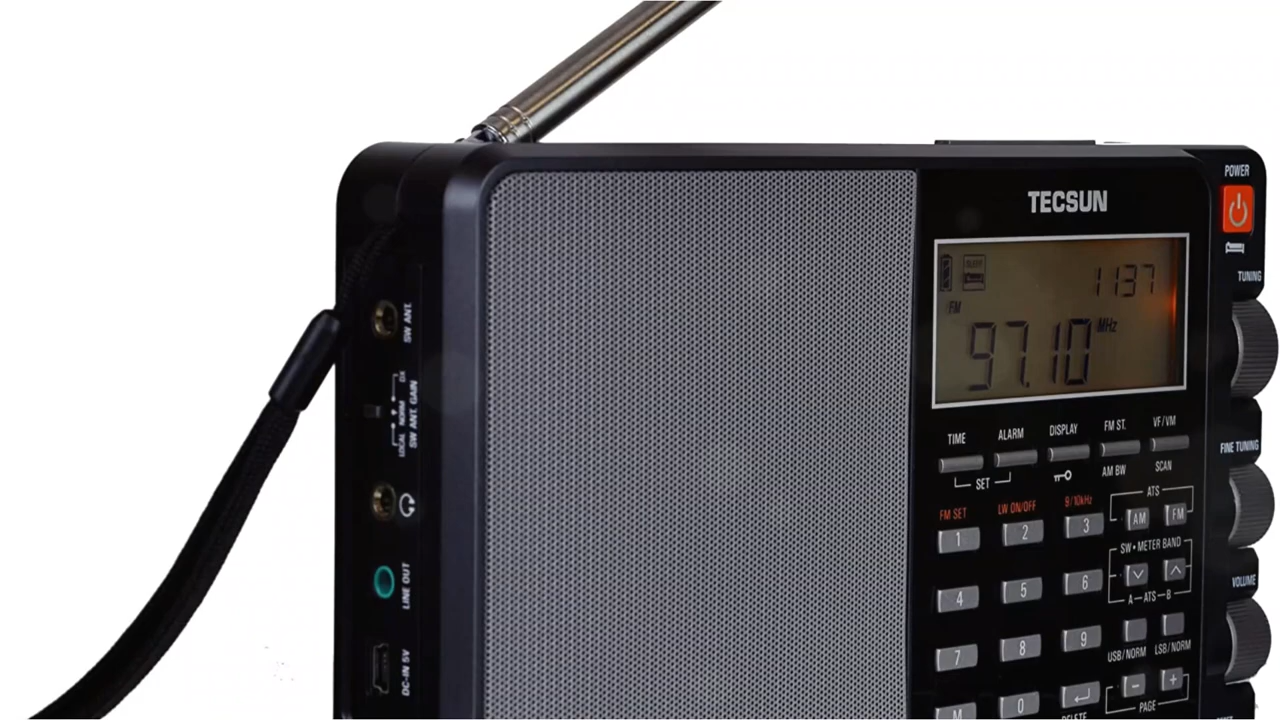 POWER
TECSUN
TUNING
1137
FM
97.10 MHz
SW ANT.
DX
NORM
LOCAL
SW ANT. GAIN
LINE OUT
DC-IN 5V
TIME ALARM DISPLAY FM ST. VF/VM
SET AM BW SCAN
FINE TUNING
FM SET LW ON/OFF 9/10kHz ATS
1 2 3 AM FM
SW•METER BAND
4 5 6
A—ATS—B
VOLUME
7 8 9
USB/NORM LSB/NORM
M 0 - +
DELETE PAGE